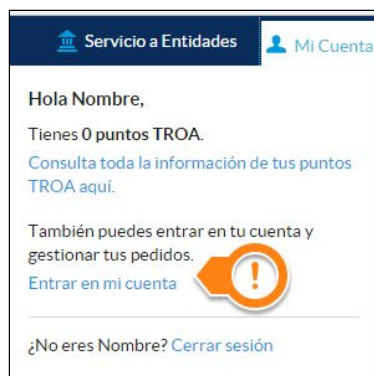 Servicio a Entidades
Mi Cuenta
Hola Nombre,
Tienes 0 puntos TROA.
Consulta toda la información de tus puntos
TROA aquí.
También puedes entrar en tu cuenta y
gestionar tus pedidos.
Entrar en mi cuenta
!
¿No eres Nombre? Cerrar sesión